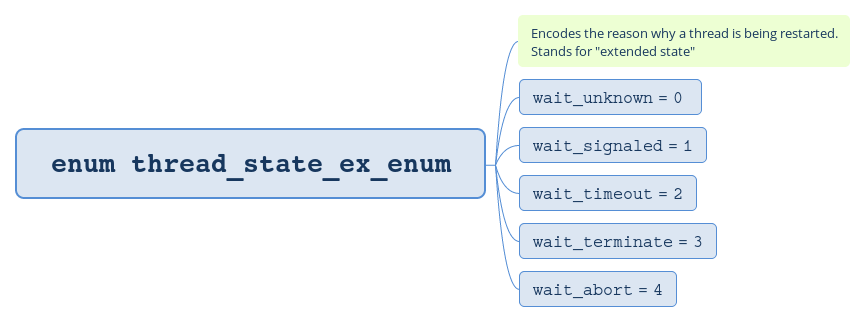 Encodes the reason why a thread is being restarted.
Stands for "extended state"
wait_unknown = 0
wait_signaled = 1
enum thread_state_ex_enum
wait_timeout = 2
wait_terminate = 3
wait_abort = 4